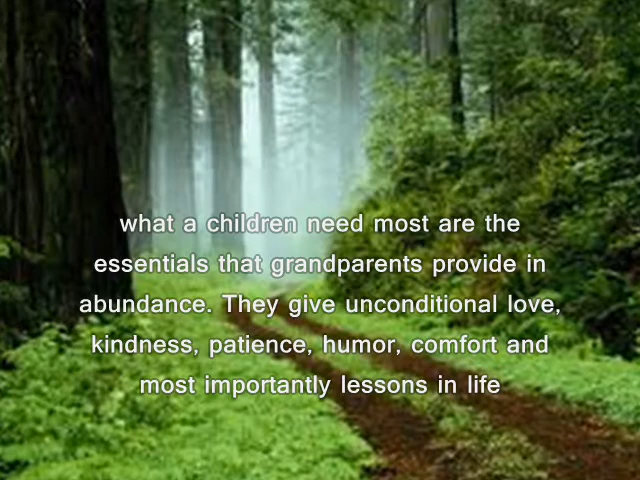 what a children need most are the
essentials that grandparents provide in
abundance. They give unconditional love,
kindness, patience, humor, comfort and
most importantly lessons in life